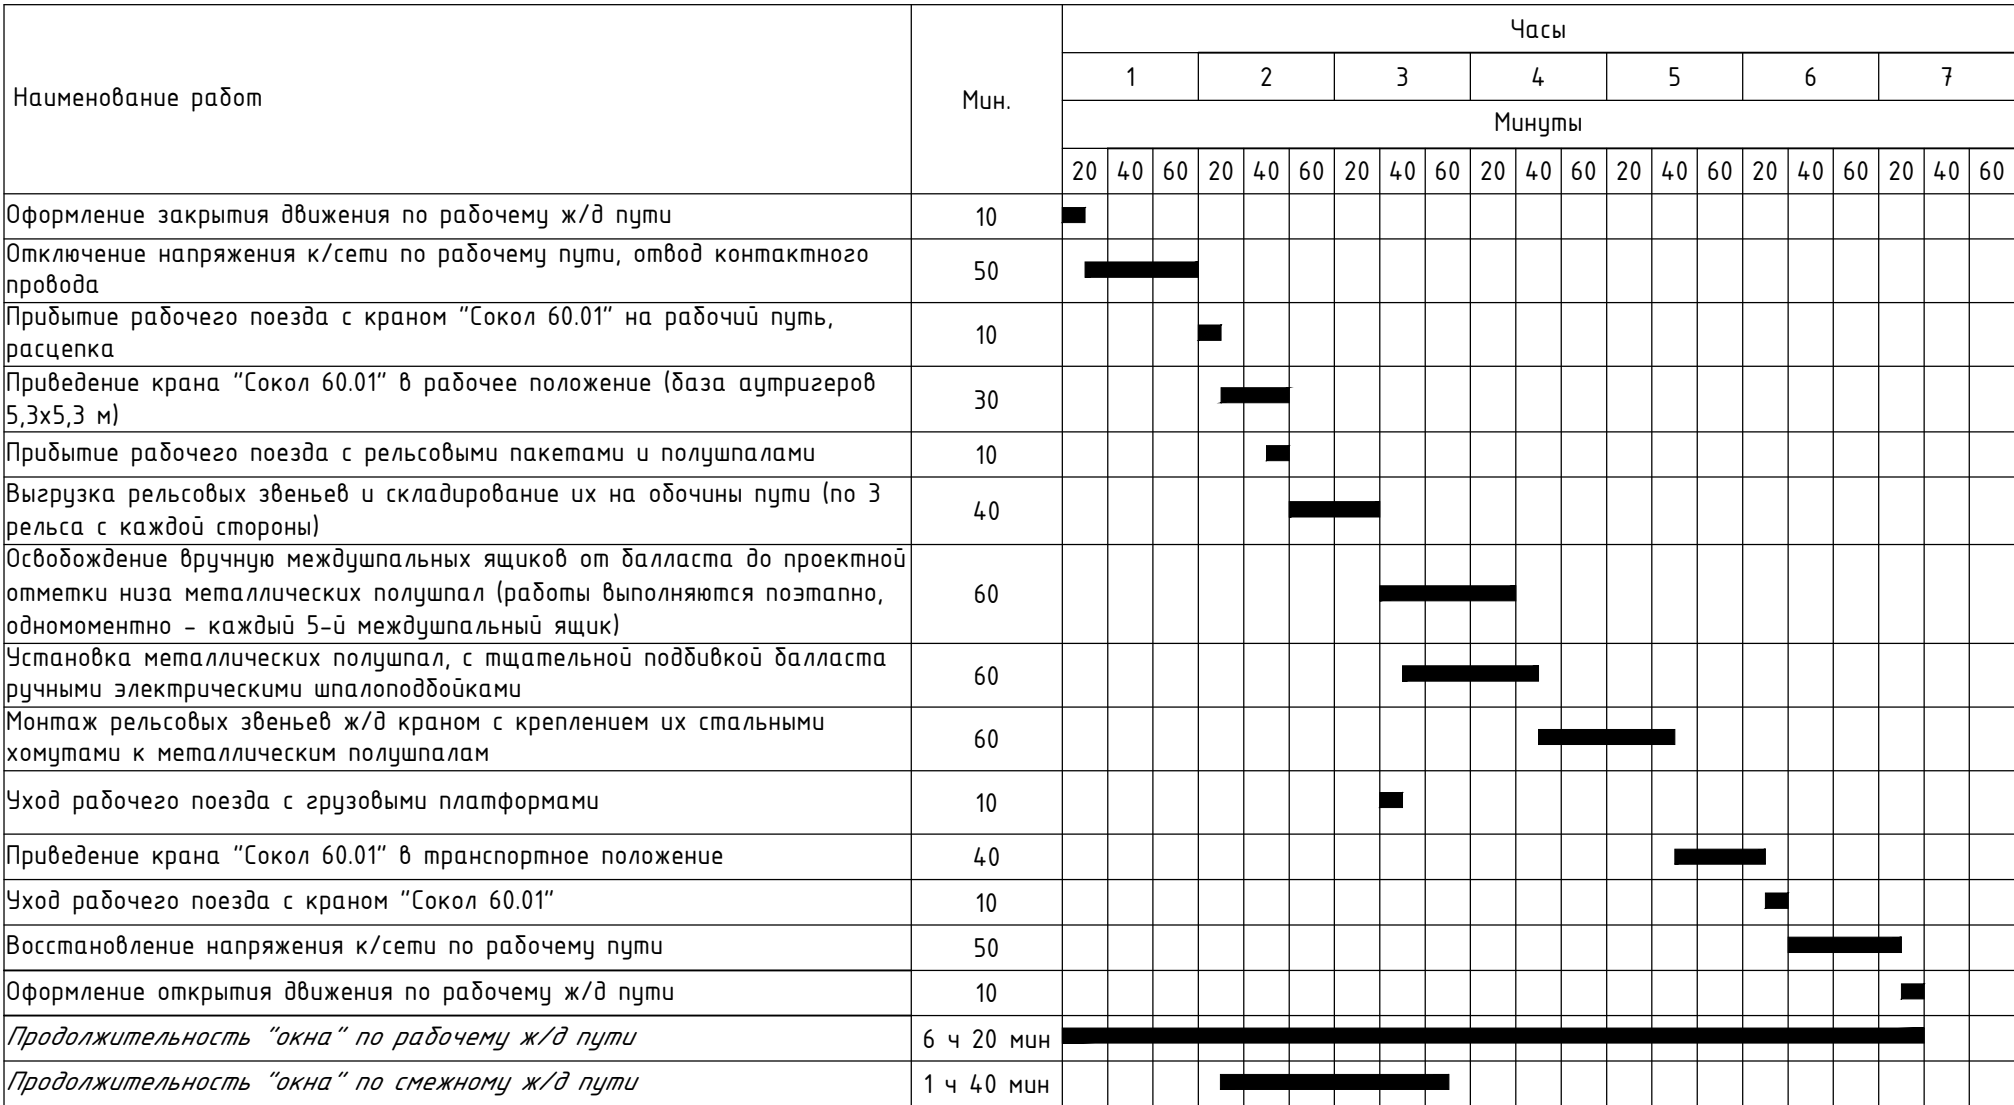 Наименование работ
Мин.
Часы
1 2 3 4 5 6 7
Минуты
20 40 60 20 40 60 20 40 60 20 40 60 20 40 60 20 40 60 20 40 60
Оформление закрытия движения по рабочему ж/д пути
10
Отключение напряжения к/сети по рабочему пути, отвод контактного
провода
50
Прибытие рабочего поезда с краном "Сокол 60.01" на рабочий путь,
расцепка
10
Приведение крана "Сокол 60.01" в рабочее положение (база аутригеров
5,3х5,3 м)
30
Прибытие рабочего поезда с рельсовыми пакетами и полушпалами
10
Выгрузка рельсовых звеньев и складирование их на обочины пути (по 3
рельса с каждой стороны)
40
Освобождение вручную междушпальных ящиков от балласта до проектной
отметки низа металлических полушпал (работы выполняются поэтапно,
одномоментно - каждый 5-й междушпальный ящик)
60
Установка металлических полушпал, с тщательной подбивкой балласта
ручными электрическими шпалоподбойками
60
Монтаж рельсовых звеньев ж/д краном с креплением их стальными
хомутами к металлическим полушпалам
60
Уход рабочего поезда с грузовыми платформами
10
Приведение крана "Сокол 60.01" в транспортное положение
40
Уход рабочего поезда с краном "Сокол 60.01"
10
Восстановление напряжения к/сети по рабочему пути
50
Оформление открытия движения по рабочему ж/д пути
10
Продолжительность "окна" по рабочему ж/д пути
6 ч 20 мин
Продолжительность "окна" по смежному ж/д пути
1 ч 40 мин